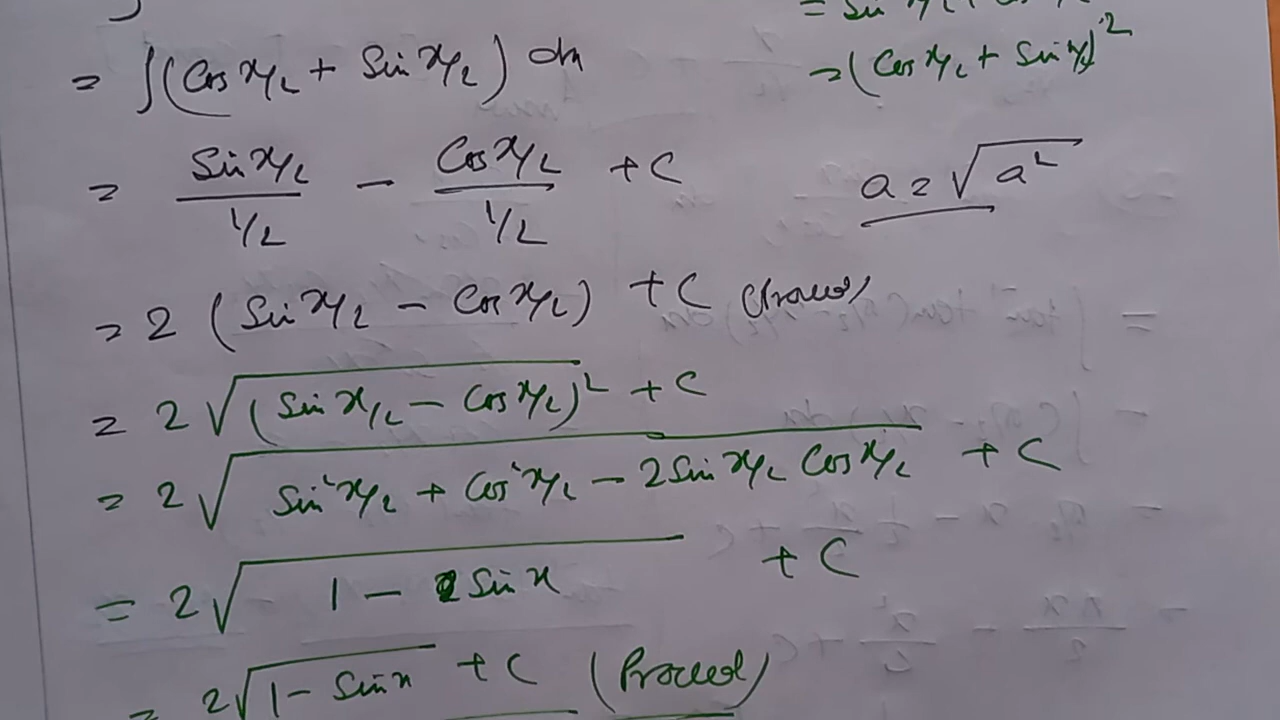 = ∫(Cos x/2 + Sin x/2) dx
⇒ (Cos x/2 + Sin x/2)²
= Sin x/2 / 1/2 − Cos x/2 / 1/2 + C
a = √a²
= 2 (Sin x/2 − Cos x/2) + C (Proved)
= 2 √(Sin x/2 − Cos x/2)² + C
= 2 √Sin² x/2 + Cos² x/2 − 2 Sin x/2 Cos x/2 + C
= 2 √1 − Sin x + C
= 2 √1 − Sin x + C (Proved)